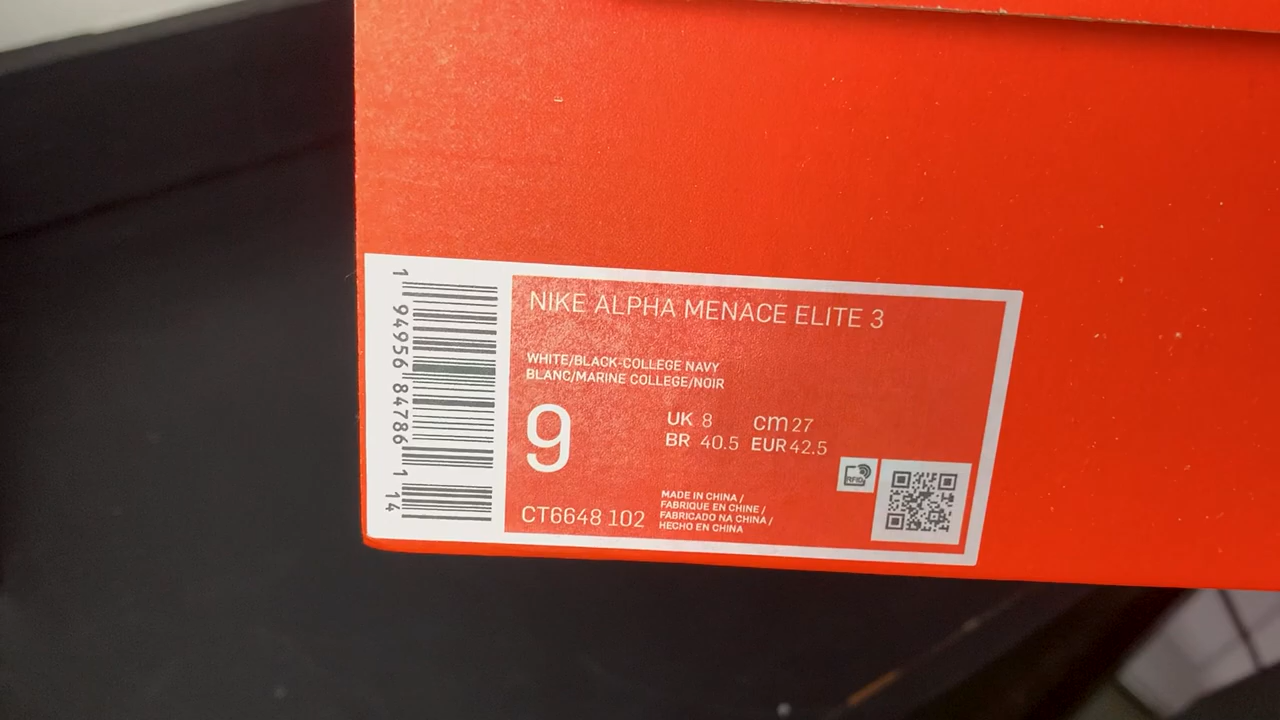 1 94956 84786 1 14
NIKE ALPHA MENACE ELITE 3
WHITE/BLACK-COLLEGE NAVY
BLANC/MARINE COLLEGE/NOIR
9
UK 8 cm 27
BR 40.5 EUR 42.5
RFID
CT6648 102
MADE IN CHINA /
FABRIQUE EN CHINE /
FABRICADO NA CHINA /
HECHO EN CHINA